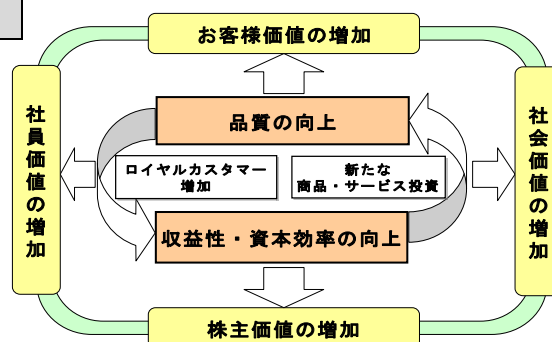 お客様価値の増加
社員価値の増加
品質の向上
社会価値の増加
ロイヤルカスタマー
増加
新たな
商品・サービス投資
収益性・資本効率の向上
株主価値の増加